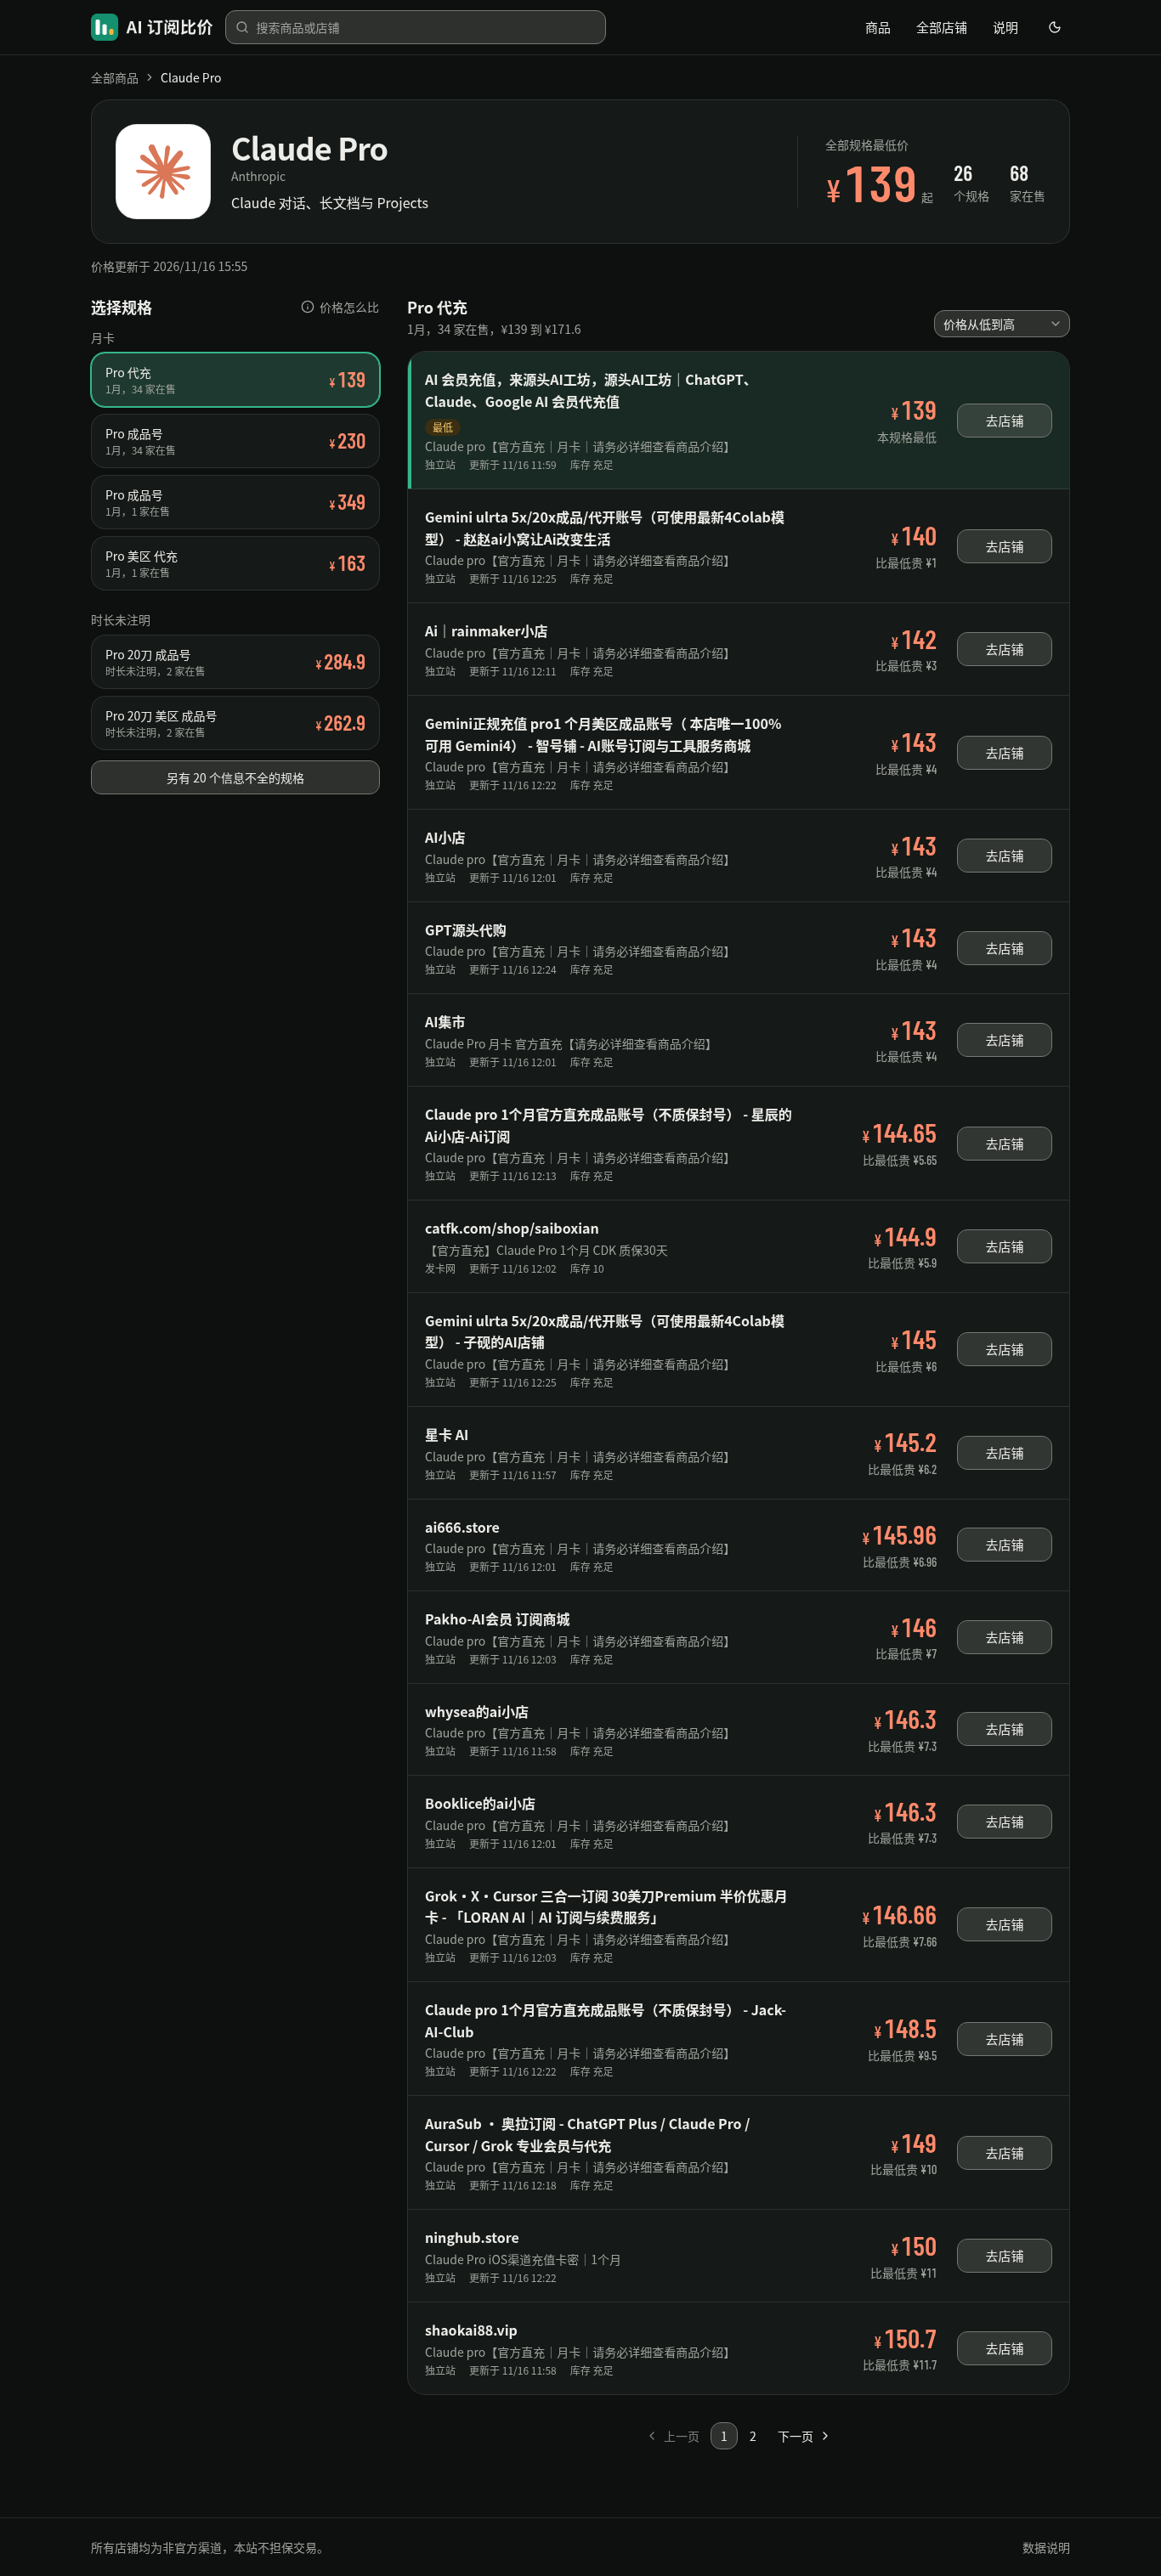 AI 订阅比价
搜索商品或店铺
商品
全部店铺
说明
全部商品
Claude Pro
Claude Pro
Anthropic
Claude 对话、长文档与 Projects
全部规格最低价
¥139 起
26
个规格
68
家在售
价格更新于 2026/11/16 15:55
选择规格
价格怎么比
月卡
Pro 代充
1月，34 家在售
¥139
Pro 成品号
1月，34 家在售
¥230
Pro 成品号
1月，1 家在售
¥349
Pro 美区 代充
1月，1 家在售
¥163
时长未注明
Pro 20刀 成品号
时长未注明，2 家在售
¥284.9
Pro 20刀 美区 成品号
时长未注明，2 家在售
¥262.9
另有 20 个信息不全的规格
Pro 代充
1月，34 家在售，¥139 到 ¥171.6
价格从低到高
AI 会员充值，来源头AI工坊，源头AI工坊｜ChatGPT、
Claude、Google AI 会员代充值
最低
Claude pro【官方直充｜月卡｜请务必详细查看商品介绍】
独立站 更新于 11/16 11:59 库存 充足
¥139
本规格最低
去店铺
Gemini ulrta 5x/20x成品/代开账号（可使用最新4Colab模
型） - 赵赵ai小窝让Ai改变生活
Claude pro【官方直充｜月卡｜请务必详细查看商品介绍】
独立站 更新于 11/16 12:25 库存 充足
¥140
比最低贵 ¥1
去店铺
Ai｜rainmaker小店
Claude pro【官方直充｜月卡｜请务必详细查看商品介绍】
独立站 更新于 11/16 12:11 库存 充足
¥142
比最低贵 ¥3
去店铺
Gemini正规充值 pro1 个月美区成品账号（ 本店唯一100%
可用 Gemini4） - 智号铺 - AI账号订阅与工具服务商城
Claude pro【官方直充｜月卡｜请务必详细查看商品介绍】
独立站 更新于 11/16 12:22 库存 充足
¥143
比最低贵 ¥4
去店铺
AI小店
Claude pro【官方直充｜月卡｜请务必详细查看商品介绍】
独立站 更新于 11/16 12:01 库存 充足
¥143
比最低贵 ¥4
去店铺
GPT源头代购
Claude pro【官方直充｜月卡｜请务必详细查看商品介绍】
独立站 更新于 11/16 12:24 库存 充足
¥143
比最低贵 ¥4
去店铺
AI集市
Claude Pro 月卡 官方直充【请务必详细查看商品介绍】
独立站 更新于 11/16 12:01 库存 充足
¥143
比最低贵 ¥4
去店铺
Claude pro 1个月官方直充成品账号（不质保封号） - 星辰的
Ai小店-Ai订阅
Claude pro【官方直充｜月卡｜请务必详细查看商品介绍】
独立站 更新于 11/16 12:13 库存 充足
¥144.65
比最低贵 ¥5.65
去店铺
catfk.com/shop/saiboxian
【官方直充】Claude Pro 1个月 CDK 质保30天
发卡网 更新于 11/16 12:02 库存 10
¥144.9
比最低贵 ¥5.9
去店铺
Gemini ulrta 5x/20x成品/代开账号（可使用最新4Colab模
型） - 子砚的AI店铺
Claude pro【官方直充｜月卡｜请务必详细查看商品介绍】
独立站 更新于 11/16 12:25 库存 充足
¥145
比最低贵 ¥6
去店铺
星卡 AI
Claude pro【官方直充｜月卡｜请务必详细查看商品介绍】
独立站 更新于 11/16 11:57 库存 充足
¥145.2
比最低贵 ¥6.2
去店铺
ai666.store
Claude pro【官方直充｜月卡｜请务必详细查看商品介绍】
独立站 更新于 11/16 12:01 库存 充足
¥145.96
比最低贵 ¥6.96
去店铺
Pakho-AI会员 订阅商城
Claude pro【官方直充｜月卡｜请务必详细查看商品介绍】
独立站 更新于 11/16 12:03 库存 充足
¥146
比最低贵 ¥7
去店铺
whysea的ai小店
Claude pro【官方直充｜月卡｜请务必详细查看商品介绍】
独立站 更新于 11/16 11:58 库存 充足
¥146.3
比最低贵 ¥7.3
去店铺
Booklice的ai小店
Claude pro【官方直充｜月卡｜请务必详细查看商品介绍】
独立站 更新于 11/16 12:01 库存 充足
¥146.3
比最低贵 ¥7.3
去店铺
Grok・X・Cursor 三合一订阅 30美刀Premium 半价优惠月
卡 - 「LORAN AI｜AI 订阅与续费服务」
Claude pro【官方直充｜月卡｜请务必详细查看商品介绍】
独立站 更新于 11/16 12:03 库存 充足
¥146.66
比最低贵 ¥7.66
去店铺
Claude pro 1个月官方直充成品账号（不质保封号） - Jack-
AI-Club
Claude pro【官方直充｜月卡｜请务必详细查看商品介绍】
独立站 更新于 11/16 12:22 库存 充足
¥148.5
比最低贵 ¥9.5
去店铺
AuraSub · 奥拉订阅 - ChatGPT Plus / Claude Pro /
Cursor / Grok 专业会员与代充
Claude pro【官方直充｜月卡｜请务必详细查看商品介绍】
独立站 更新于 11/16 12:18 库存 充足
¥149
比最低贵 ¥10
去店铺
ninghub.store
Claude Pro iOS渠道充值卡密｜1个月
独立站 更新于 11/16 12:22
¥150
比最低贵 ¥11
去店铺
shaokai88.vip
Claude pro【官方直充｜月卡｜请务必详细查看商品介绍】
独立站 更新于 11/16 11:58 库存 充足
¥150.7
比最低贵 ¥11.7
去店铺
上一页
1
2
下一页
所有店铺均为非官方渠道，本站不担保交易。
数据说明